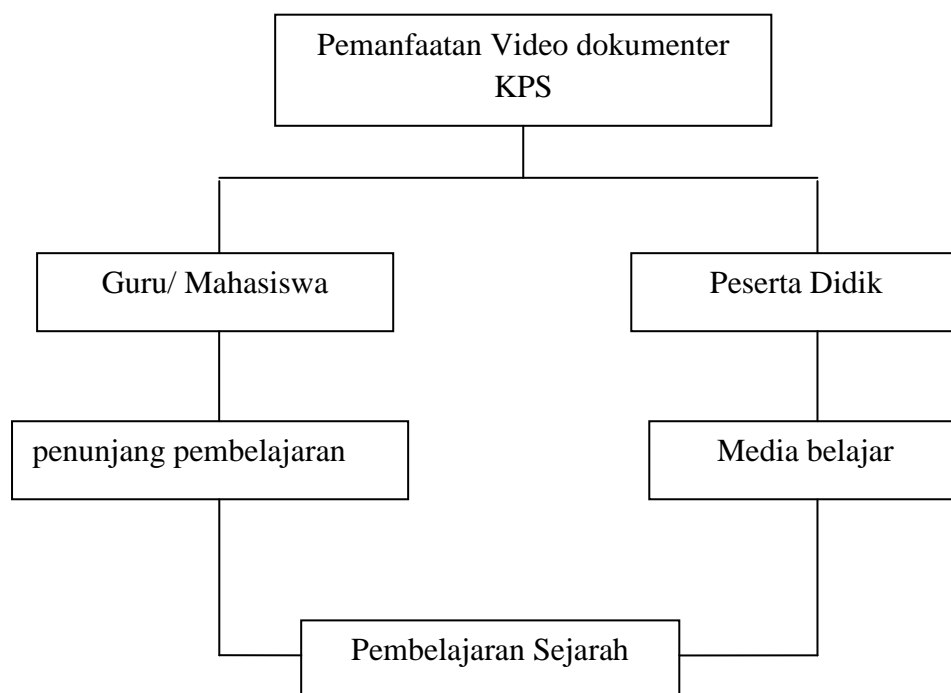 Pemanfaatan Video dokumenter
KPS
Guru/ Mahasiswa
Peserta Didik
penunjang pembelajaran
Media belajar
Pembelajaran Sejarah